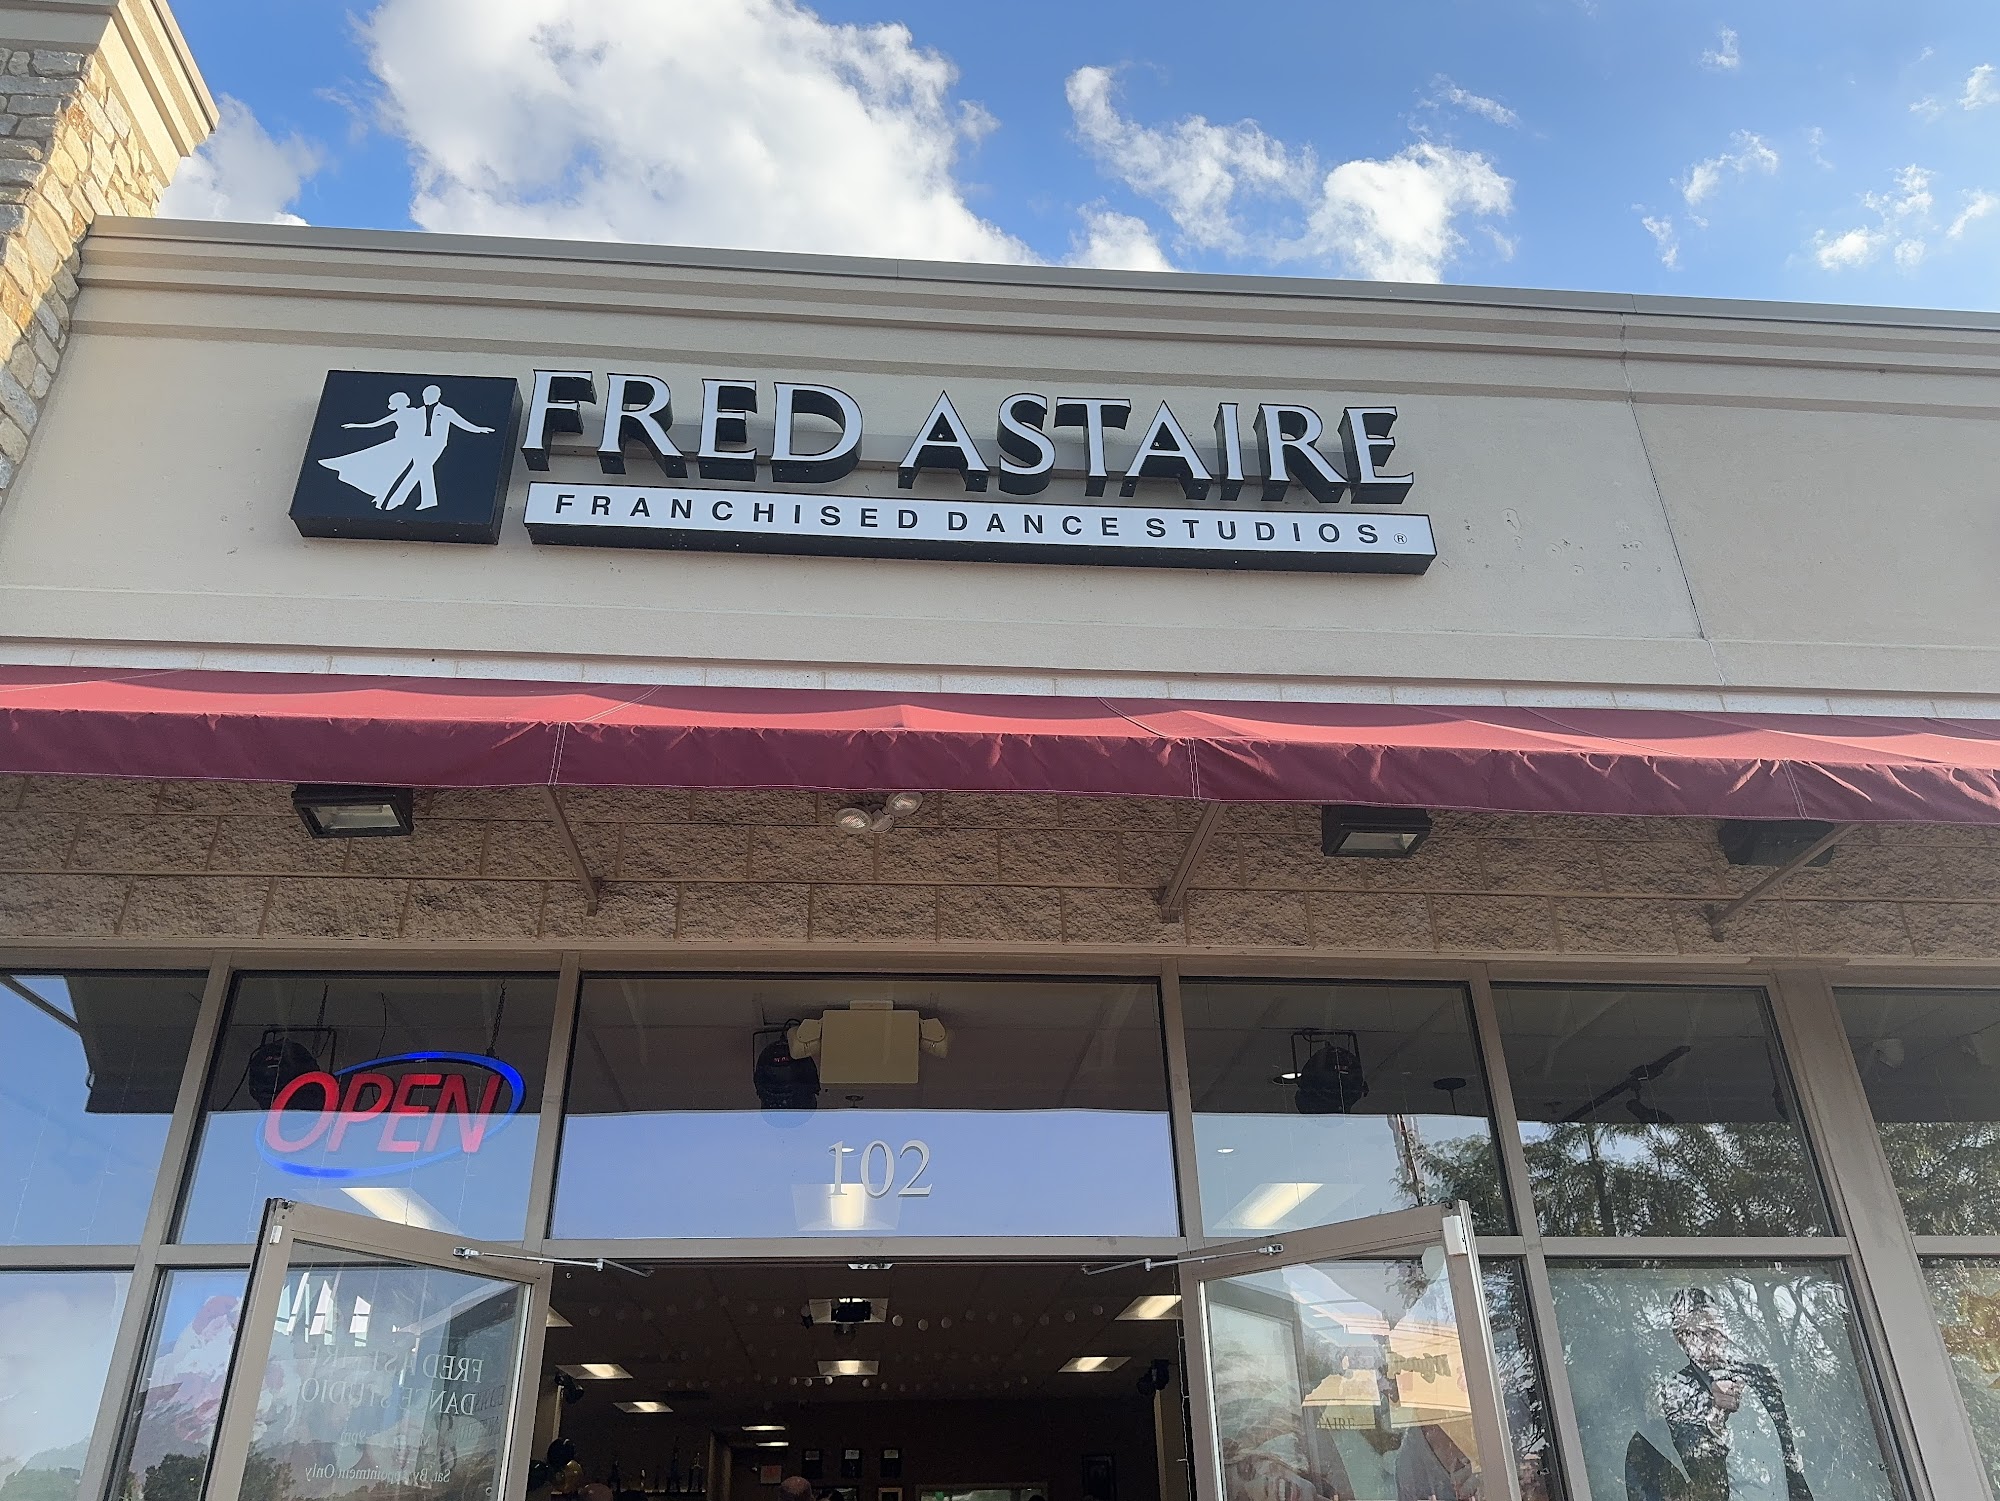 FRED ASTAIRE
FRANCHISED DANCE STUDIOS ®
OPEN
102
FRED ASTAIRE
DANCE STUDIO
Sat. By Appointment Only